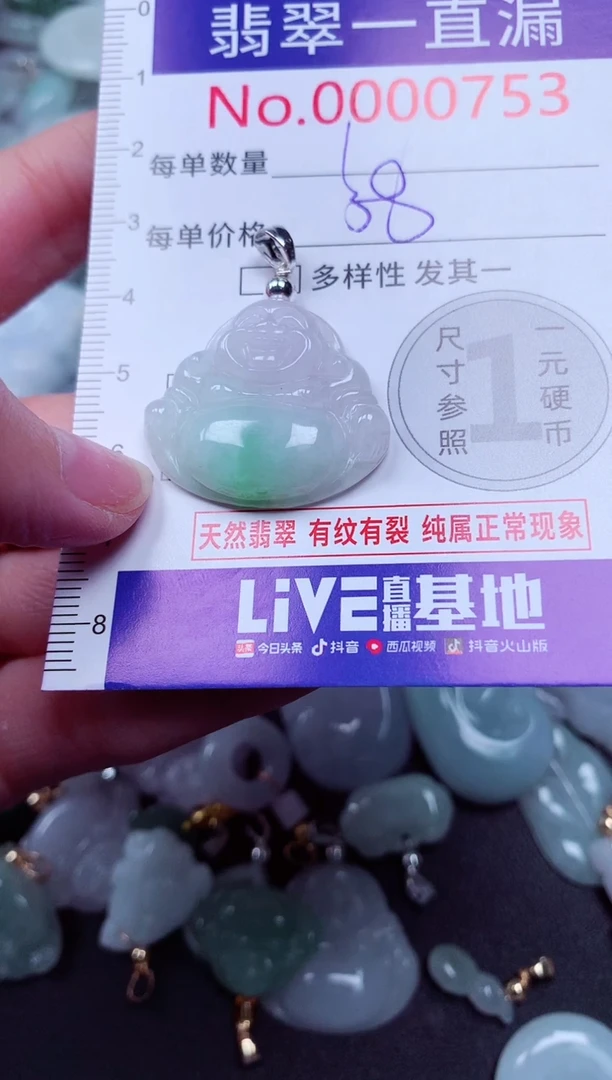 翡翠一直漏
No.0000753
每单数量
68
每单价格
多样性 发其一
尺寸参照
1
一元硬币
天然翡翠 有纹有裂 纯属正常现象
LiVE直播基地
头条 今日头条 抖音 西瓜视频 抖音火山版
0
1
2
3
4
5
6
8